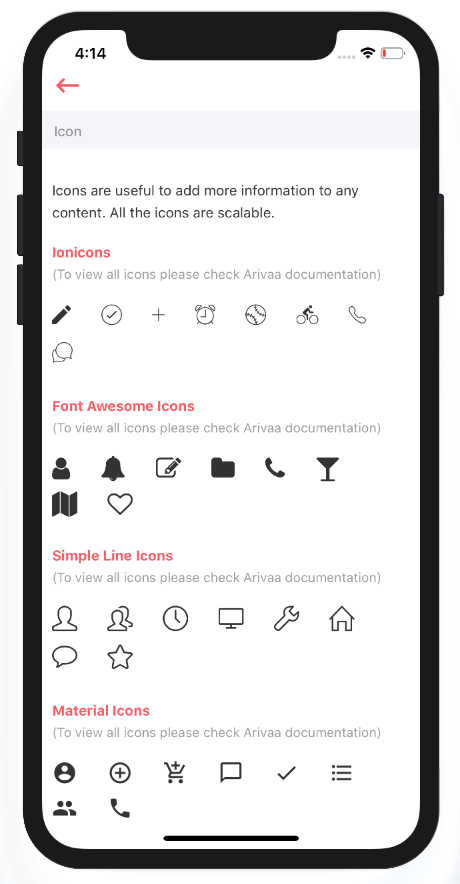 4:14
Icon
Icons are useful to add more information to any
content. All the icons are scalable.
Ionicons
(To view all icons please check Arivaa documentation)
Font Awesome Icons
(To view all icons please check Arivaa documentation)
Simple Line Icons
(To view all icons please check Arivaa documentation)
Material Icons
(To view all icons please check Arivaa documentation)